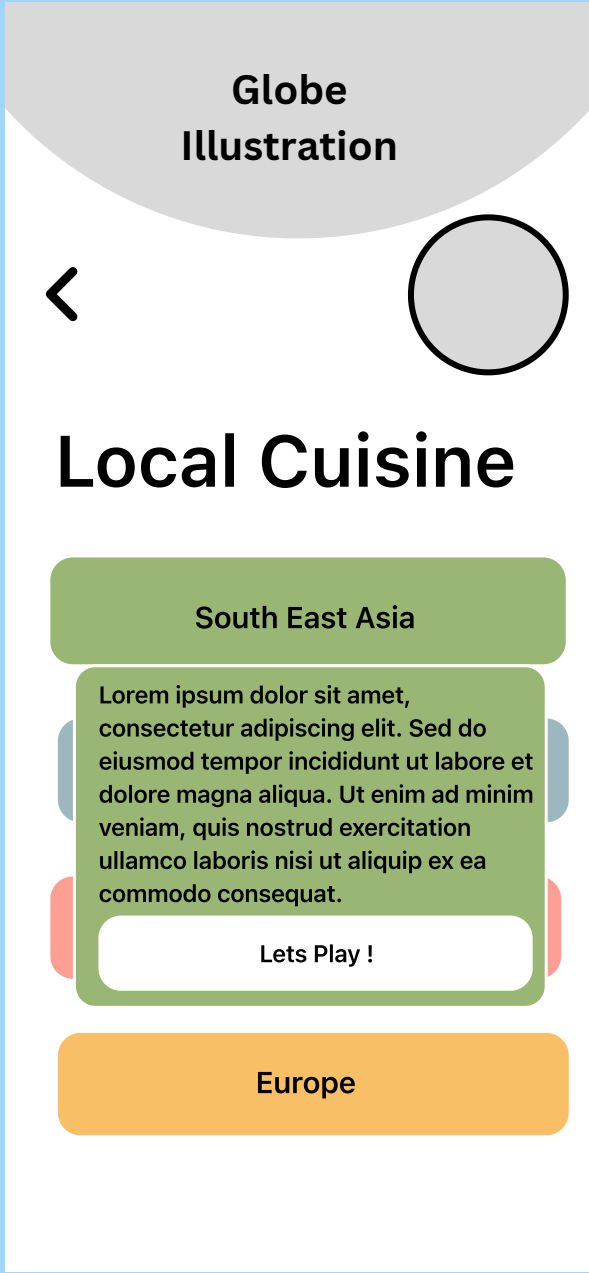 Globe
Illustration
Local Cuisine
South East Asia
Lorem ipsum dolor sit amet,
consectetur adipiscing elit. Sed do
eiusmod tempor incididunt ut labore et
dolore magna aliqua. Ut enim ad minim
veniam, quis nostrud exercitation
ullamco laboris nisi ut aliquip ex ea
commodo consequat.
Lets Play !
Europe